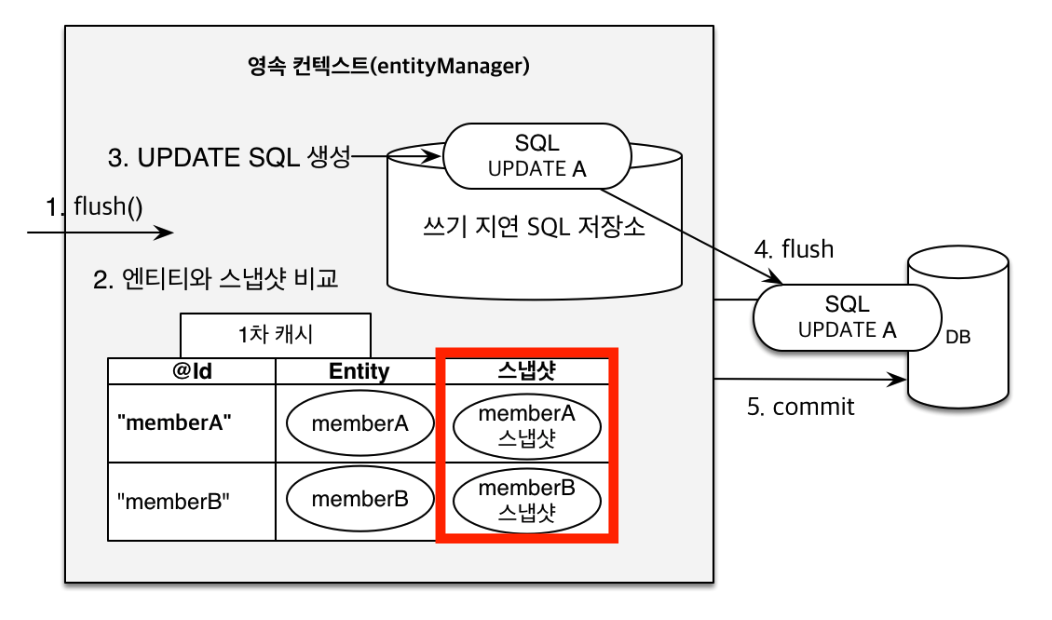 영속 컨텍스트(entityManager)
3. UPDATE SQL 생성
SQL
UPDATE A
1. flush()
쓰기 지연 SQL 저장소
4. flush
2. 엔티티와 스냅샷 비교
SQL
UPDATE A
DB
1차 캐시
@Id Entity 스냅샷
5. commit
"memberA" memberA memberA
스냅샷
"memberB" memberB memberB
스냅샷